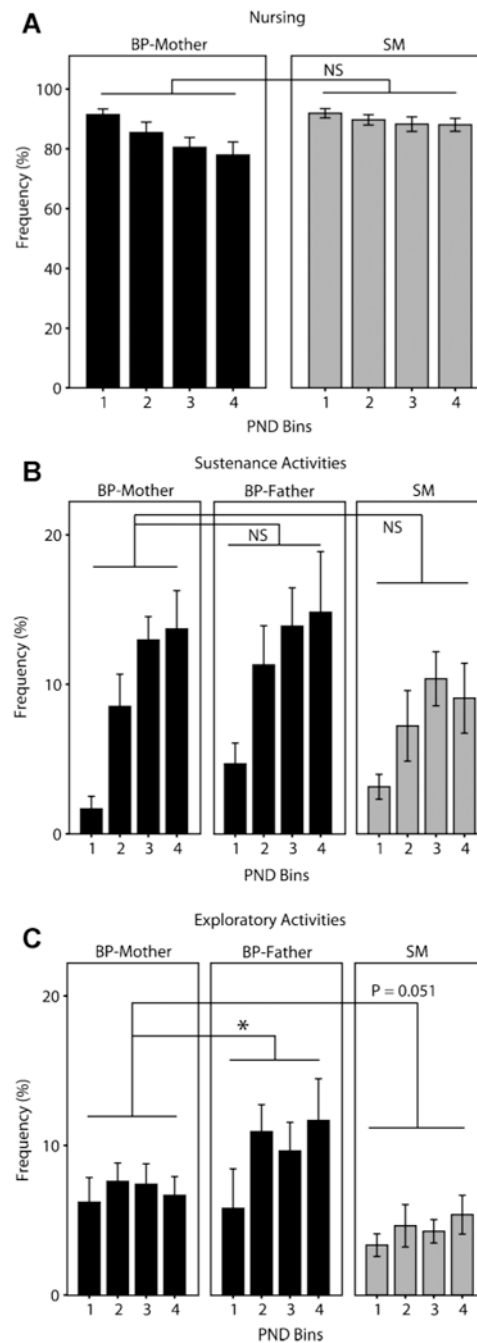 A
Nursing
BP-Mother
SM
NS
100
80
60
40
20
0
Frequency (%)
1 2 3 4
1 2 3 4
PND Bins
B
Sustenance Activities
BP-Mother
BP-Father
SM
NS
NS
20
10
0
Frequency (%)
1 2 3 4
1 2 3 4
1 2 3 4
PND Bins
C
Exploratory Activities
BP-Mother
BP-Father
SM
P = 0.051
*
20
10
0
Frequency (%)
1 2 3 4
1 2 3 4
1 2 3 4
PND Bins